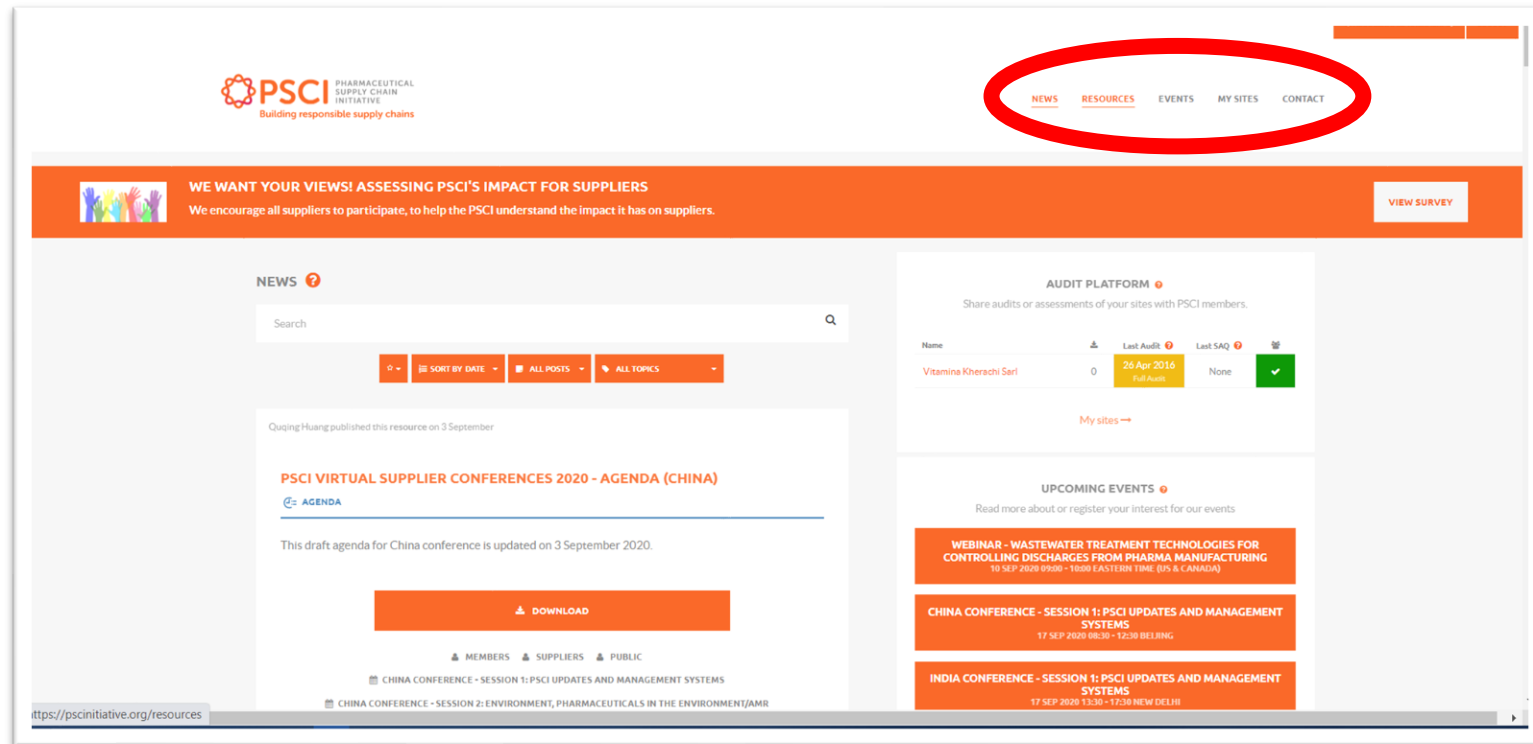 PSCI
PHARMACEUTICAL
SUPPLY CHAIN
INITIATIVE
Building responsible supply chains
NEWS RESOURCES EVENTS MY SITES CONTACT
WE WANT YOUR VIEWS! ASSESSING PSCI'S IMPACT FOR SUPPLIERS
We encourage all suppliers to participate, to help the PSCI understand the impact it has on suppliers.
VIEW SURVEY
NEWS ?
Search
SORT BY DATE ALL POSTS ALL TOPICS
Quqing Huang published this resource on 3 September
PSCI VIRTUAL SUPPLIER CONFERENCES 2020 - AGENDA (CHINA)
AGENDA
This draft agenda for China conference is updated on 3 September 2020.
DOWNLOAD
MEMBERS SUPPLIERS PUBLIC
CHINA CONFERENCE - SESSION 1: PSCI UPDATES AND MANAGEMENT SYSTEMS
CHINA CONFERENCE - SESSION 2: ENVIRONMENT, PHARMACEUTICALS IN THE ENVIRONMENT/AMR
AUDIT PLATFORM ?
Share audits or assessments of your sites with PSCI members.
Name Last Audit ? Last SAQ ?
Vitamina Kherachi Sarl 0 26 Apr 2016 None
Full Audit
My sites →
UPCOMING EVENTS ?
Read more about or register your interest for our events
WEBINAR - WASTEWATER TREATMENT TECHNOLOGIES FOR
CONTROLLING DISCHARGES FROM PHARMA MANUFACTURING
10 SEP 2020 09:00 - 10:00 EASTERN TIME (US & CANADA)
CHINA CONFERENCE - SESSION 1: PSCI UPDATES AND MANAGEMENT
SYSTEMS
17 SEP 2020 08:30 - 12:30 BEIJING
INDIA CONFERENCE - SESSION 1: PSCI UPDATES AND MANAGEMENT
SYSTEMS
17 SEP 2020 13:30 - 17:30 NEW DELHI
ttps://pscinitiative.org/resources